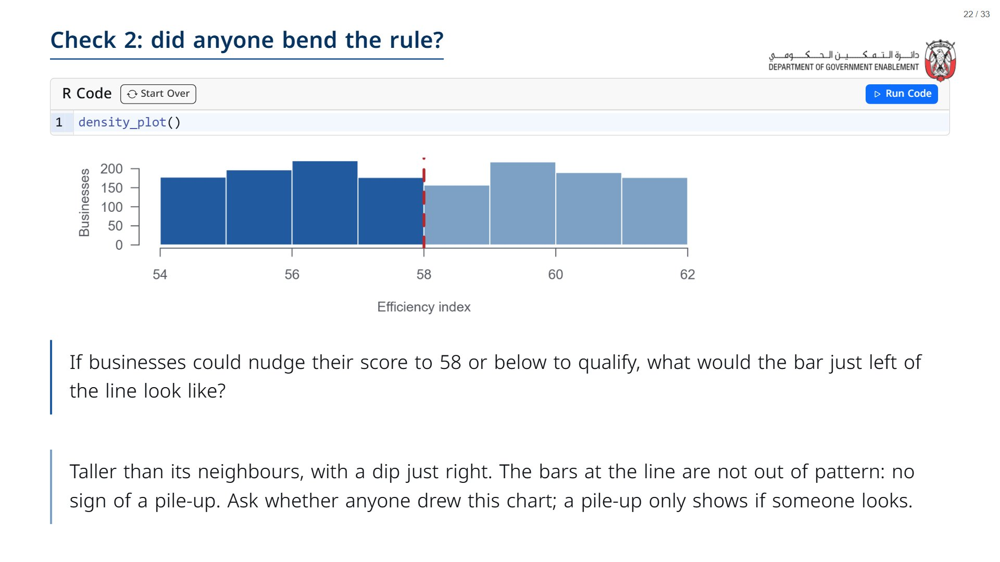 22 / 33
Check 2: did anyone bend the rule?
دائرة التمكين الحكومي
DEPARTMENT OF GOVERNMENT ENABLEMENT
R Code Start Over Run Code
1 density_plot()
Businesses
200
150
100
50
0
54 56 58 60 62
Efficiency index
If businesses could nudge their score to 58 or below to qualify, what would the bar just left of
the line look like?
Taller than its neighbours, with a dip just right. The bars at the line are not out of pattern: no
sign of a pile-up. Ask whether anyone drew this chart; a pile-up only shows if someone looks.